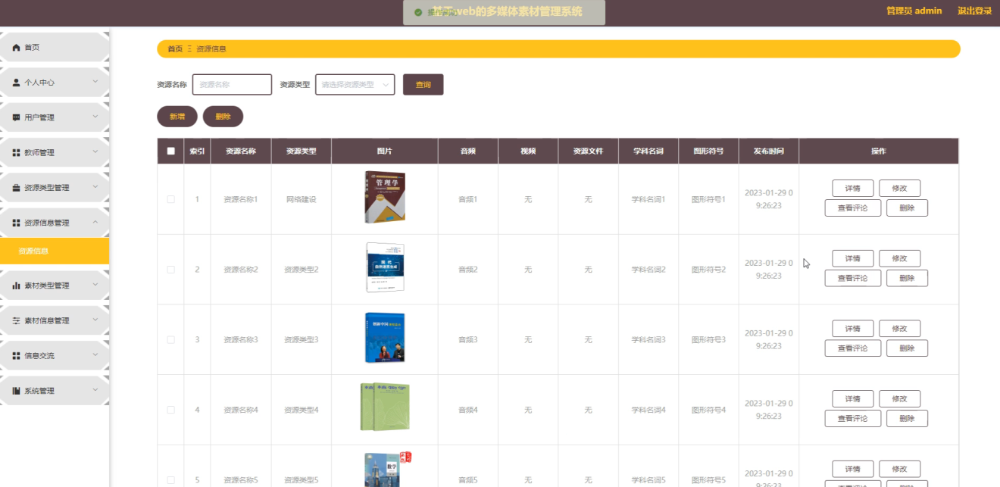 基于web的多媒体素材管理系统
管理员 admin
退出登录
首页
个人中心
用户管理
教师管理
资源类型管理
资源信息管理
资源信息
素材类型管理
素材信息管理
信息交流
系统管理
首页 Ξ 资源信息
资源名称 资源名称 资源类型 请选择资源类型 查询
新增 删除
索引 资源名称 资源类型 图片 音频 视频 资源文件 学科名词 图形符号 发布时间 操作
管理学
1 资源名称1 网络建设 音频1 无 无 学科名词1 图形符号1 2023-01-29 0
9:26:23
详情 修改
查看评论 删除
2 资源名称2 资源类型2 音频2 无 无 学科名词2 图形符号2 2023-01-29 0
9:26:23
详情 修改
查看评论 删除
3 资源名称3 资源类型3 音频3 无 无 学科名词3 图形符号3 2023-01-29 0
9:26:23
详情 修改
查看评论 删除
4 资源名称4 资源类型4 音频4 无 无 学科名词4 图形符号4 2023-01-29 0
9:26:23
详情 修改
查看评论 删除
数学
5 资源名称5 资源类型5 音频5 无 无 学科名词5 图形符号5 2023-01-29 0
9:26:23
详情 修改
查看评论 删除